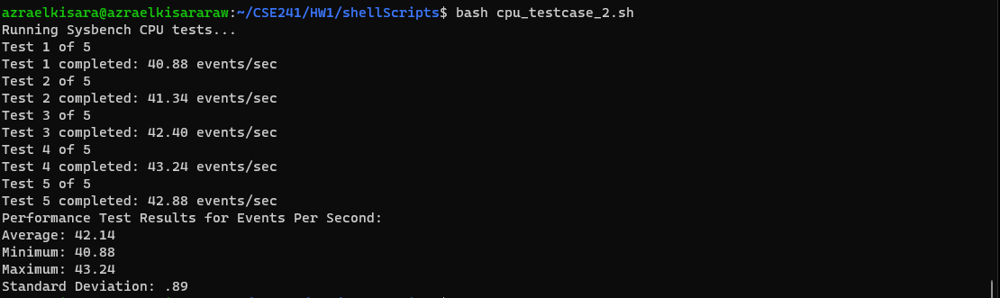 azraelkisara@azraelkisararaw:~/CSE241/HW1/shellScripts$ bash cpu_testcase_2.sh
Running Sysbench CPU tests...
Test 1 of 5
Test 1 completed: 40.88 events/sec
Test 2 of 5
Test 2 completed: 41.34 events/sec
Test 3 of 5
Test 3 completed: 42.40 events/sec
Test 4 of 5
Test 4 completed: 43.24 events/sec
Test 5 of 5
Test 5 completed: 42.88 events/sec
Performance Test Results for Events Per Second:
Average: 42.14
Minimum: 40.88
Maximum: 43.24
Standard Deviation: .89